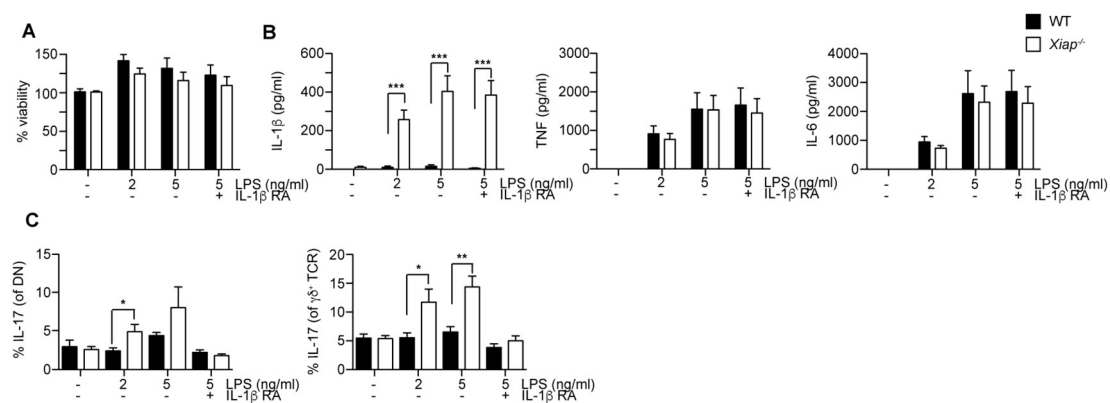 WT
Xiap-/-
A
% viability
150
125
100
75
50
25
0
- 2 5 5 LPS (ng/ml)
- - - + IL-1β RA
B
IL-1β (pg/ml)
600
400
200
0
*** *** ***
- 2 5 5 LPS (ng/ml)
- - - + IL-1β RA
TNF (pg/ml)
3000
2000
1000
0
- 2 5 5 LPS (ng/ml)
- - - + IL-1β RA
IL-6 (pg/ml)
4000
3000
2000
1000
0
- 2 5 5 LPS (ng/ml)
- - - + IL-1β RA
C
% IL-17 (of DN)
15
10
5
0
*
- 2 5 5 LPS (ng/ml)
- - - + IL-1β RA
% IL-17 (of γδ+ TCR)
20
15
10
5
0
* **
- 2 5 5 LPS (ng/ml)
- - - + IL-1β RA